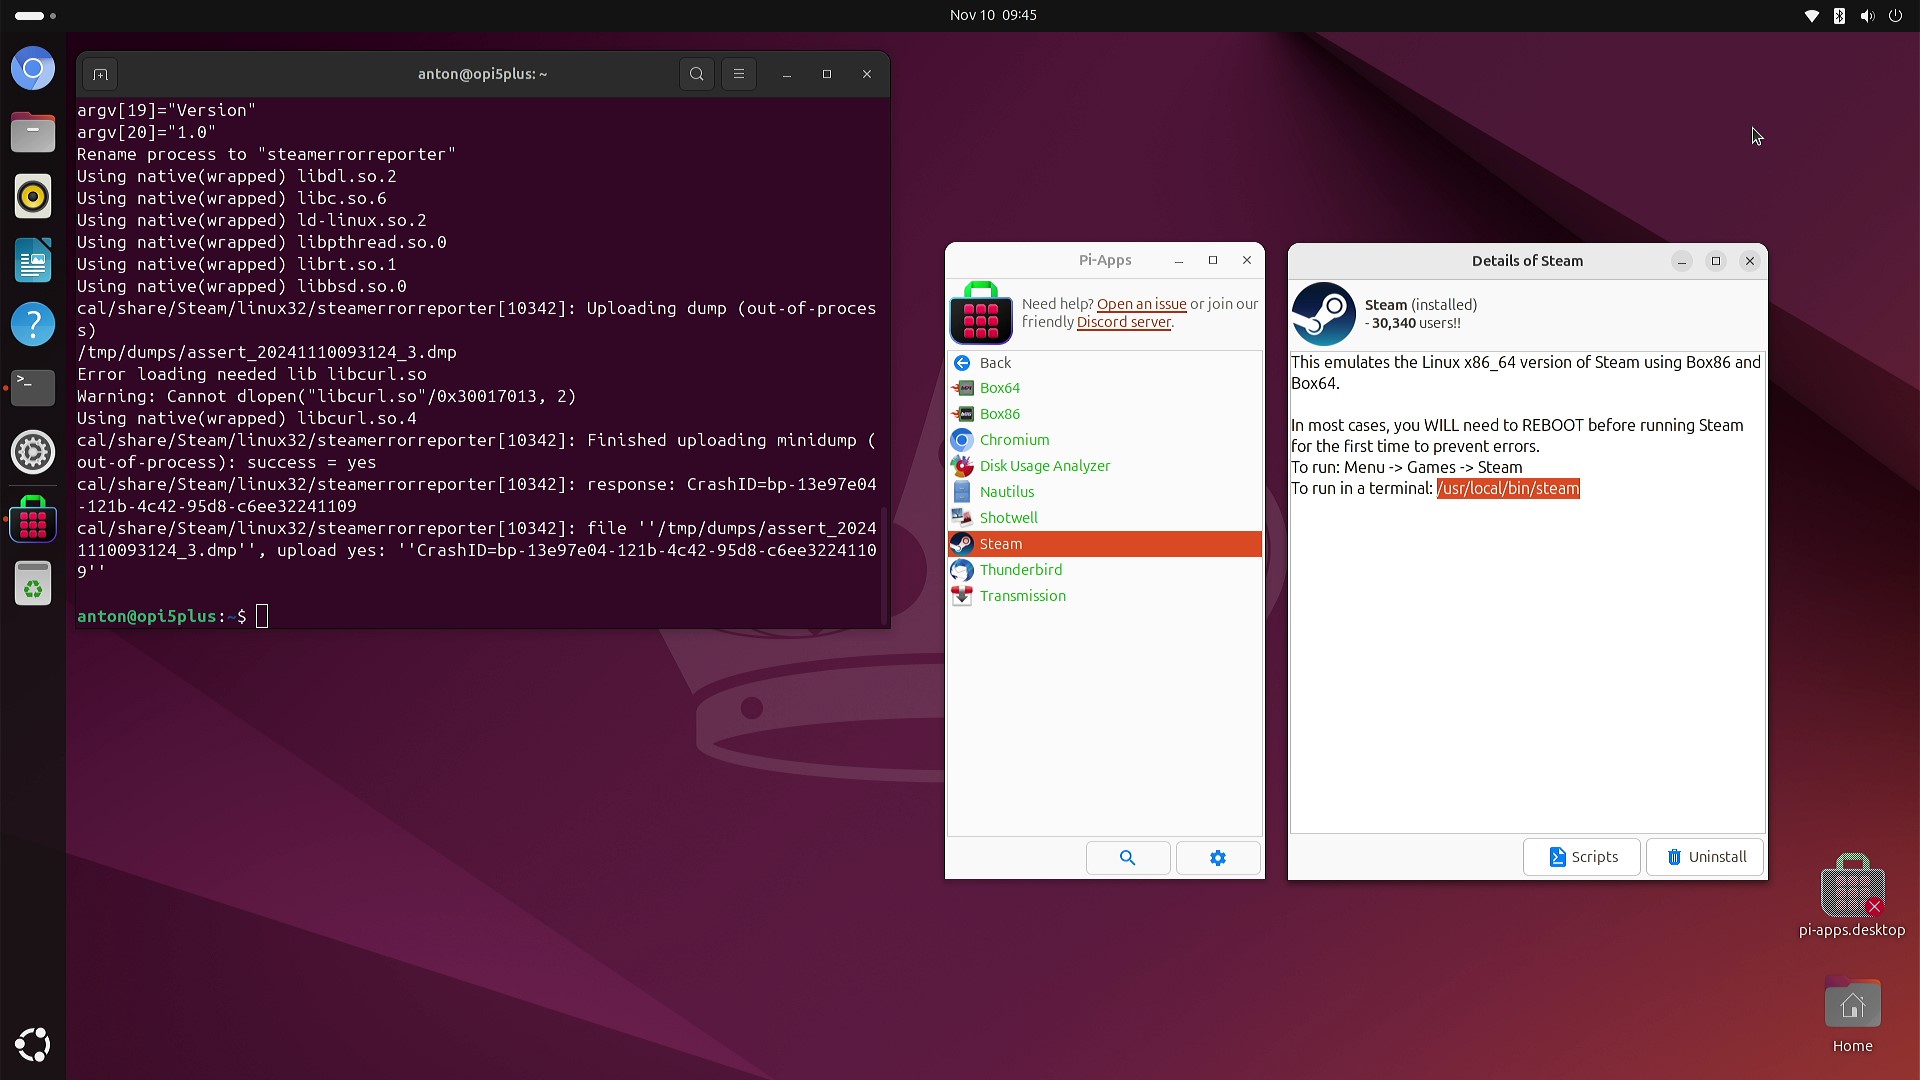 Nov 10 09:45
anton@opi5plus: ~
argv[19]="Version"
argv[20]="1.0"
Rename process to "steamerrorreporter"
Using native(wrapped) libdl.so.2
Using native(wrapped) libc.so.6
Using native(wrapped) ld-linux.so.2
Using native(wrapped) libpthread.so.0
Using native(wrapped) librt.so.1
Using native(wrapped) libbsd.so.0
cal/share/Steam/linux32/steamerrorreporter[10342]: Uploading dump (out-of-proces
s)
/tmp/dumps/assert_20241110093124_3.dmp
Error loading needed lib libcurl.so
Warning: Cannot dlopen("libcurl.so"/0x30017013, 2)
Using native(wrapped) libcurl.so.4
cal/share/Steam/linux32/steamerrorreporter[10342]: Finished uploading minidump (
out-of-process): success = yes
cal/share/Steam/linux32/steamerrorreporter[10342]: response: CrashID=bp-13e97e04
-121b-4c42-95d8-c6ee32241109
cal/share/Steam/linux32/steamerrorreporter[10342]: file ''/tmp/dumps/assert_2024
1110093124_3.dmp'', upload yes: ''CrashID=bp-13e97e04-121b-4c42-95d8-c6ee3224110
9''
anton@opi5plus:~$
Pi-Apps
Need help? Open an issue or join our
friendly Discord server.
Back
Box64
Box86
Chromium
Disk Usage Analyzer
Nautilus
Shotwell
Steam
Thunderbird
Transmission
Details of Steam
Steam (installed)
- 30,340 users!!
This emulates the Linux x86_64 version of Steam using Box86 and
Box64.
In most cases, you WILL need to REBOOT before running Steam
for the first time to prevent errors.
To run: Menu -> Games -> Steam
To run in a terminal: /usr/local/bin/steam
Scripts
Uninstall
pi-apps.desktop
Home